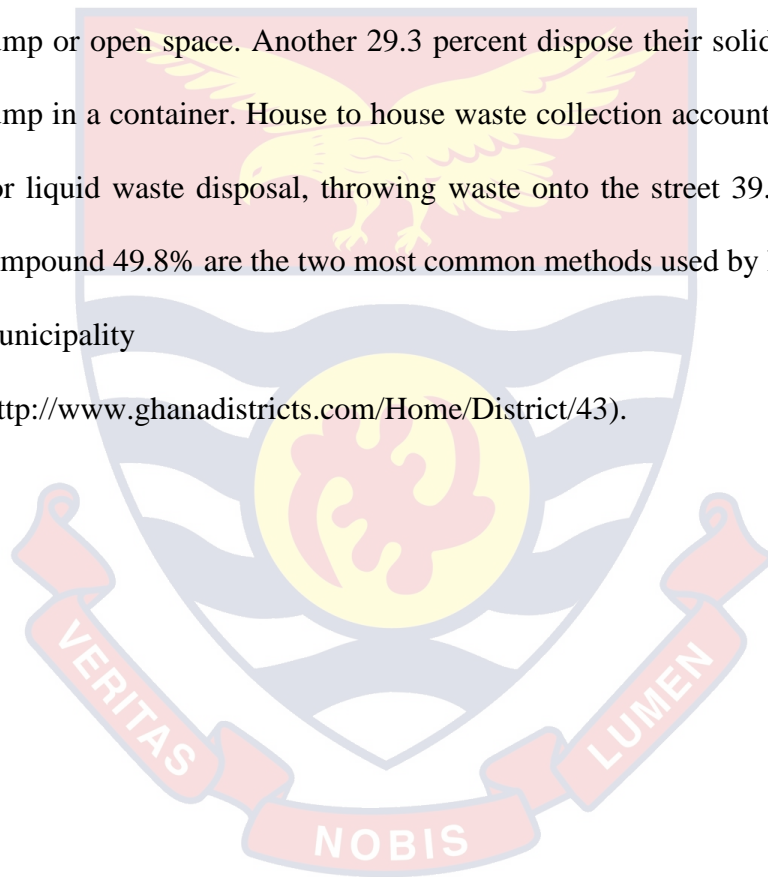 ump or open space. Another 29.3 percent dispose their solid
ump in a container. House to house waste collection account
or liquid waste disposal, throwing waste onto the street 39.
ompound 49.8% are the two most common methods used by
unicipality
ttp://www.ghanadistricts.com/Home/District/43).
VERITAS
NOBIS
LUMEN